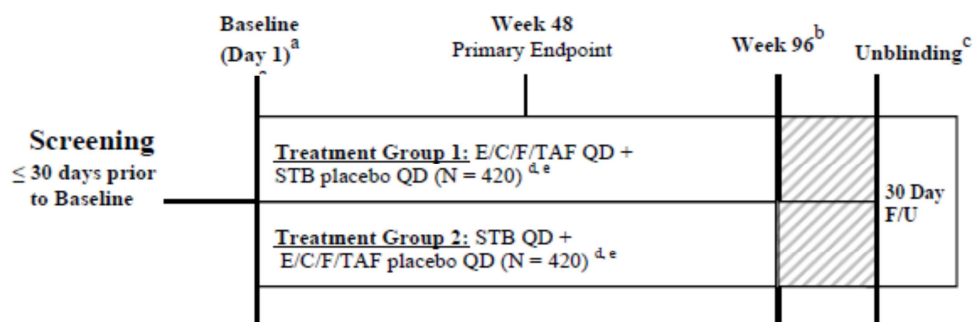 Baseline
(Day 1)a
Week 48
Primary Endpoint
Week 96b
Unblindingc
Screening
≤ 30 days prior
to Baseline
Treatment Group 1: E/C/F/TAF QD +
STB placebo QD (N = 420) d, e
30 Day
F/U
Treatment Group 2: STB QD +
E/C/F/TAF placebo QD (N = 420) d, e